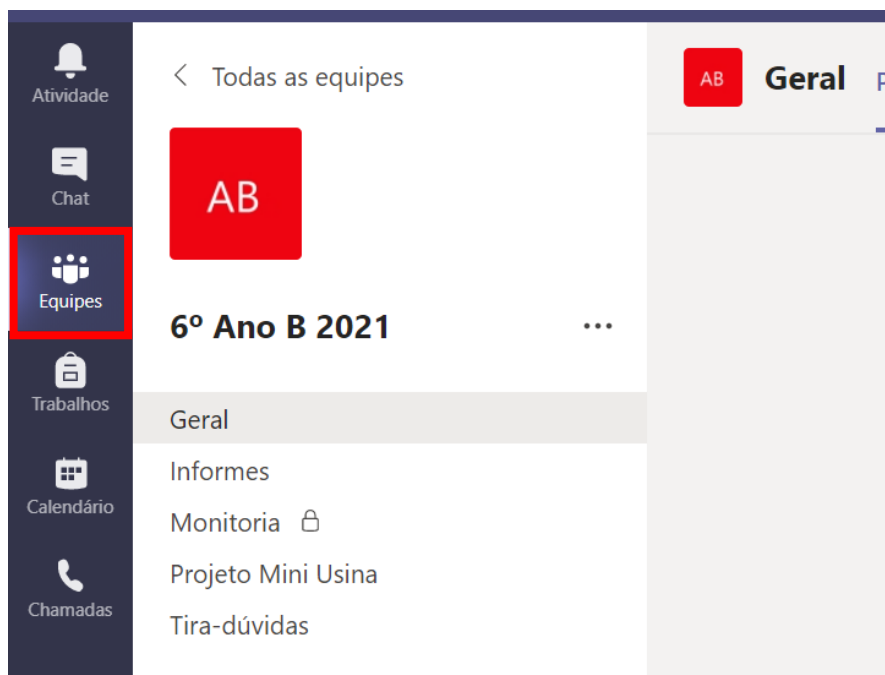 Atividade
Chat
Equipes
Trabalhos
Calendário
Chamadas
Todas as equipes
AB
6º Ano B 2021
Geral
Informes
Monitoria
Projeto Mini Usina
Tira-dúvidas
AB Geral